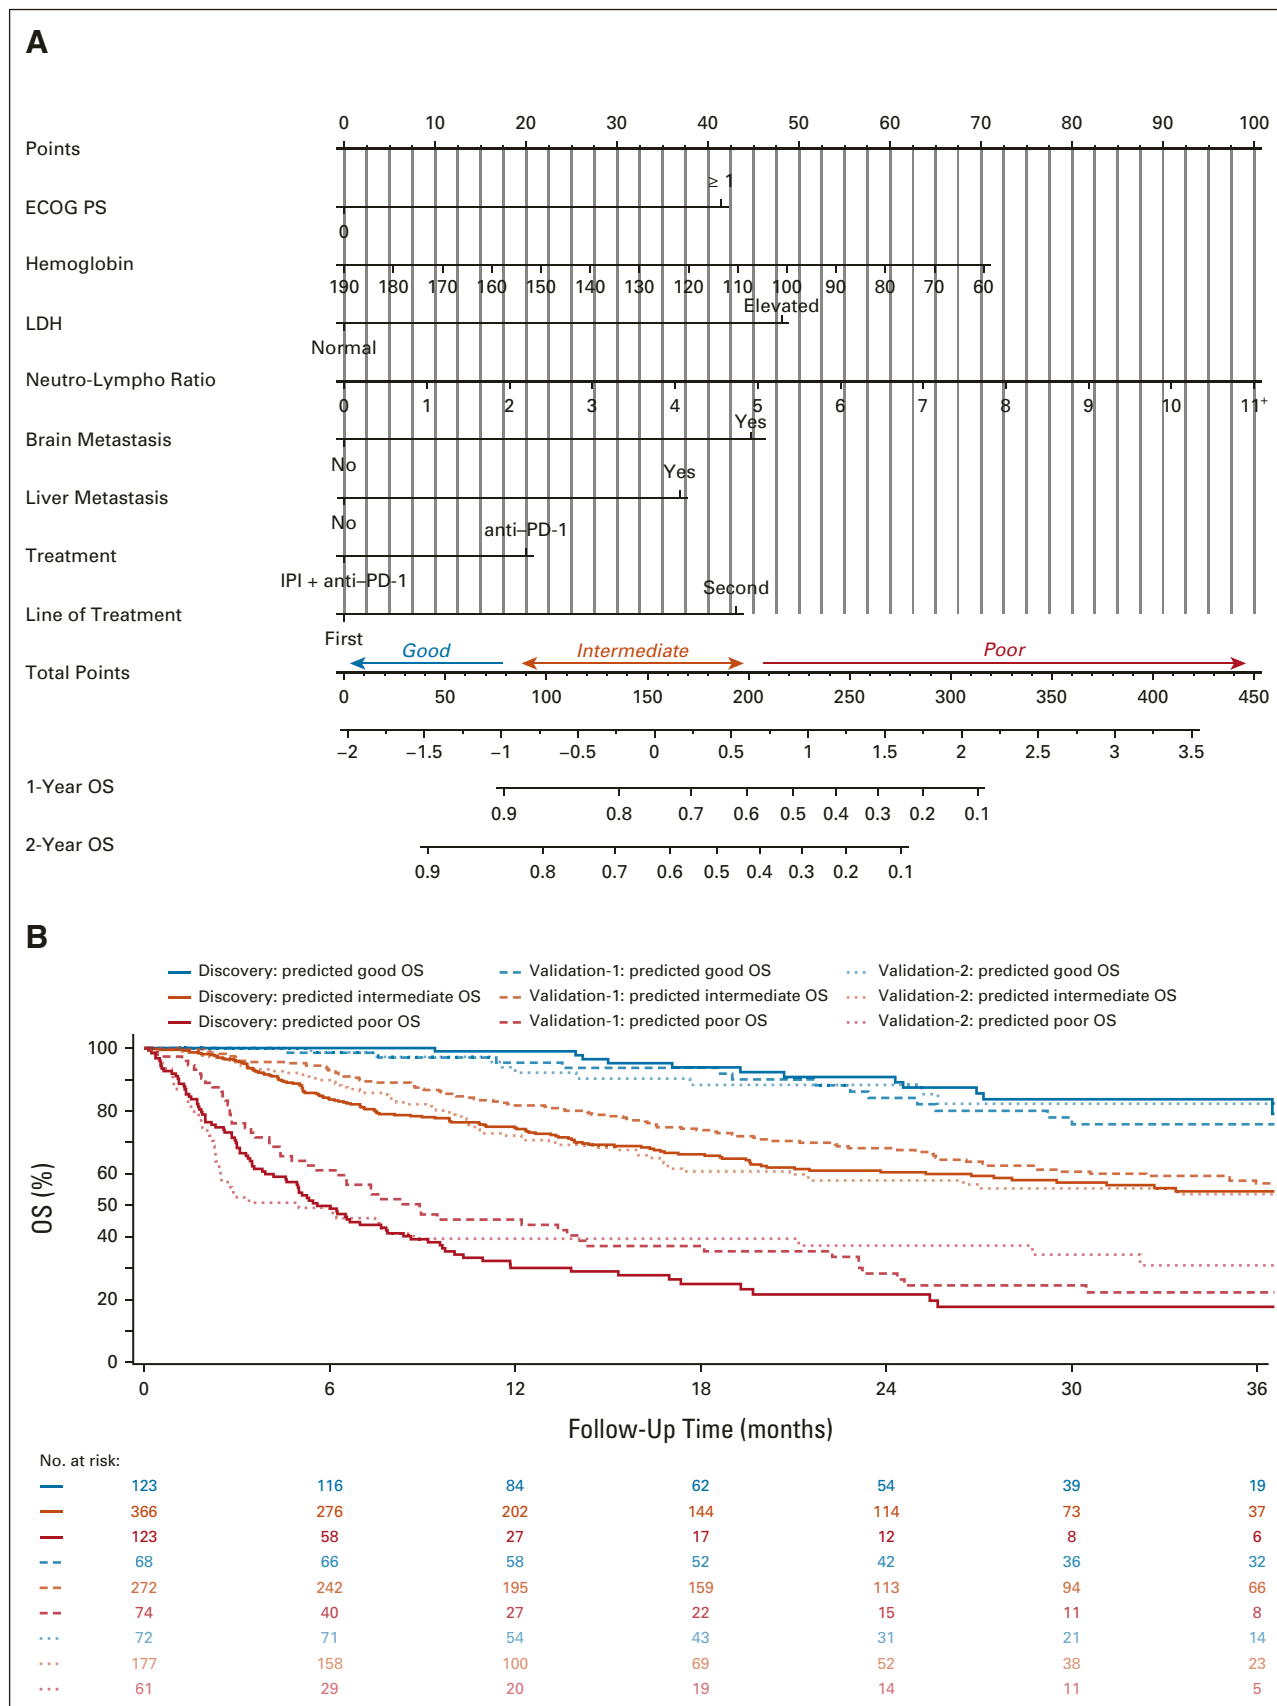 A
0 10 20 30 40 50 60 70 80 90 100
Points
≥ 1
ECOG PS
0
Hemoglobin
190 180 170 160 150 140 130 120 110 100 90 80 70 60
Elevated
LDH
Normal
Neutro-Lympho Ratio
0 1 2 3 4 5 6 7 8 9 10 11+
Yes
Brain Metastasis
No
Yes
Liver Metastasis
No
anti–PD-1
Treatment
IPI + anti–PD-1
Second
Line of Treatment
First
Good Intermediate Poor
Total Points
0 50 100 150 200 250 300 350 400 450
−2 −1.5 −1 −0.5 0 0.5 1 1.5 2 2.5 3 3.5
1-Year OS
0.9 0.8 0.7 0.6 0.5 0.4 0.3 0.2 0.1
2-Year OS
0.9 0.8 0.7 0.6 0.5 0.4 0.3 0.2 0.1
B
Discovery: predicted good OS Validation-1: predicted good OS Validation-2: predicted good OS
Discovery: predicted intermediate OS Validation-1: predicted intermediate OS Validation-2: predicted intermediate OS
Discovery: predicted poor OS Validation-1: predicted poor OS Validation-2: predicted poor OS
100
80
60
50
40
20
0
OS (%)
0 6 12 18 24 30 36
Follow-Up Time (months)
No. at risk:
123 116 84 62 54 39 19
366 276 202 144 114 73 37
123 58 27 17 12 8 6
68 66 58 52 42 36 32
272 242 195 159 113 94 66
74 40 27 22 15 11 8
72 71 54 43 31 21 14
177 158 100 69 52 38 23
61 29 20 19 14 11 5